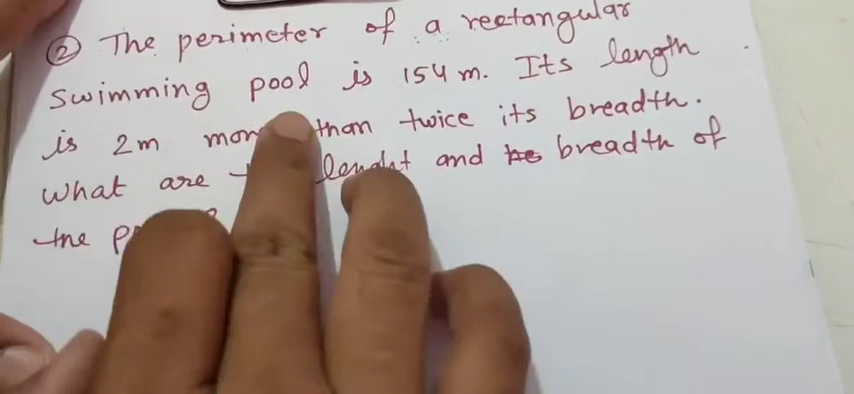 ② The perimeter of a rectangular
swimming pool is 154 m. Its length
is 2m than twice its breadth.
What are and breadth of
the